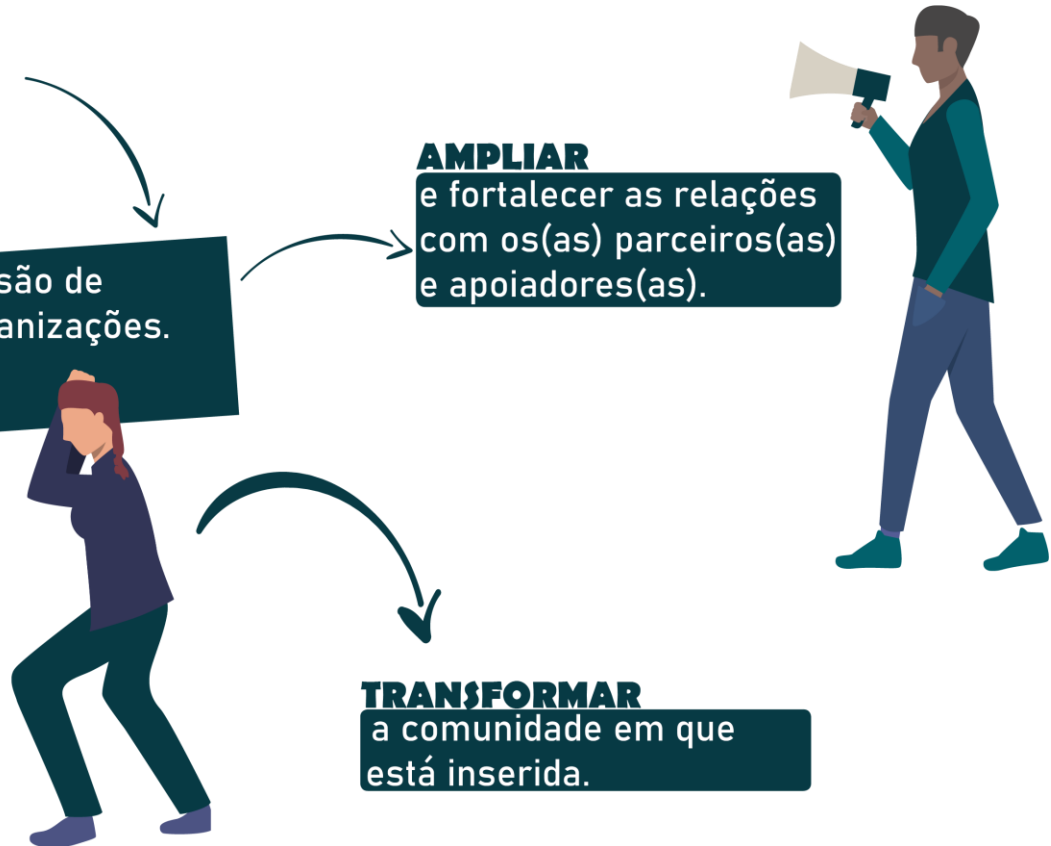 AMPLIAR
e fortalecer as relações
com os(as) parceiros(as)
e apoiadores(as).
são de
anizações.
TRANSFORMAR
a comunidade em que
está inserida.